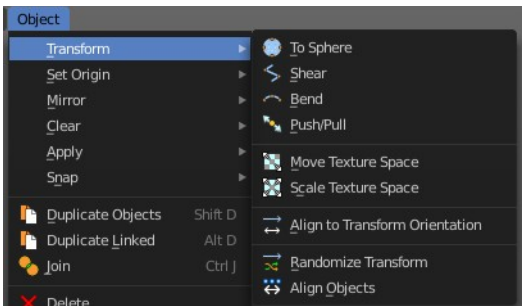 Object
Transform
Set Origin
Mirror
Clear
Apply
Snap
Duplicate Objects Shift D
Duplicate Linked Alt D
Join Ctrl J
Delete
To Sphere
Shear
Bend
Push/Pull
Move Texture Space
Scale Texture Space
Align to Transform Orientation
Randomize Transform
Align Objects